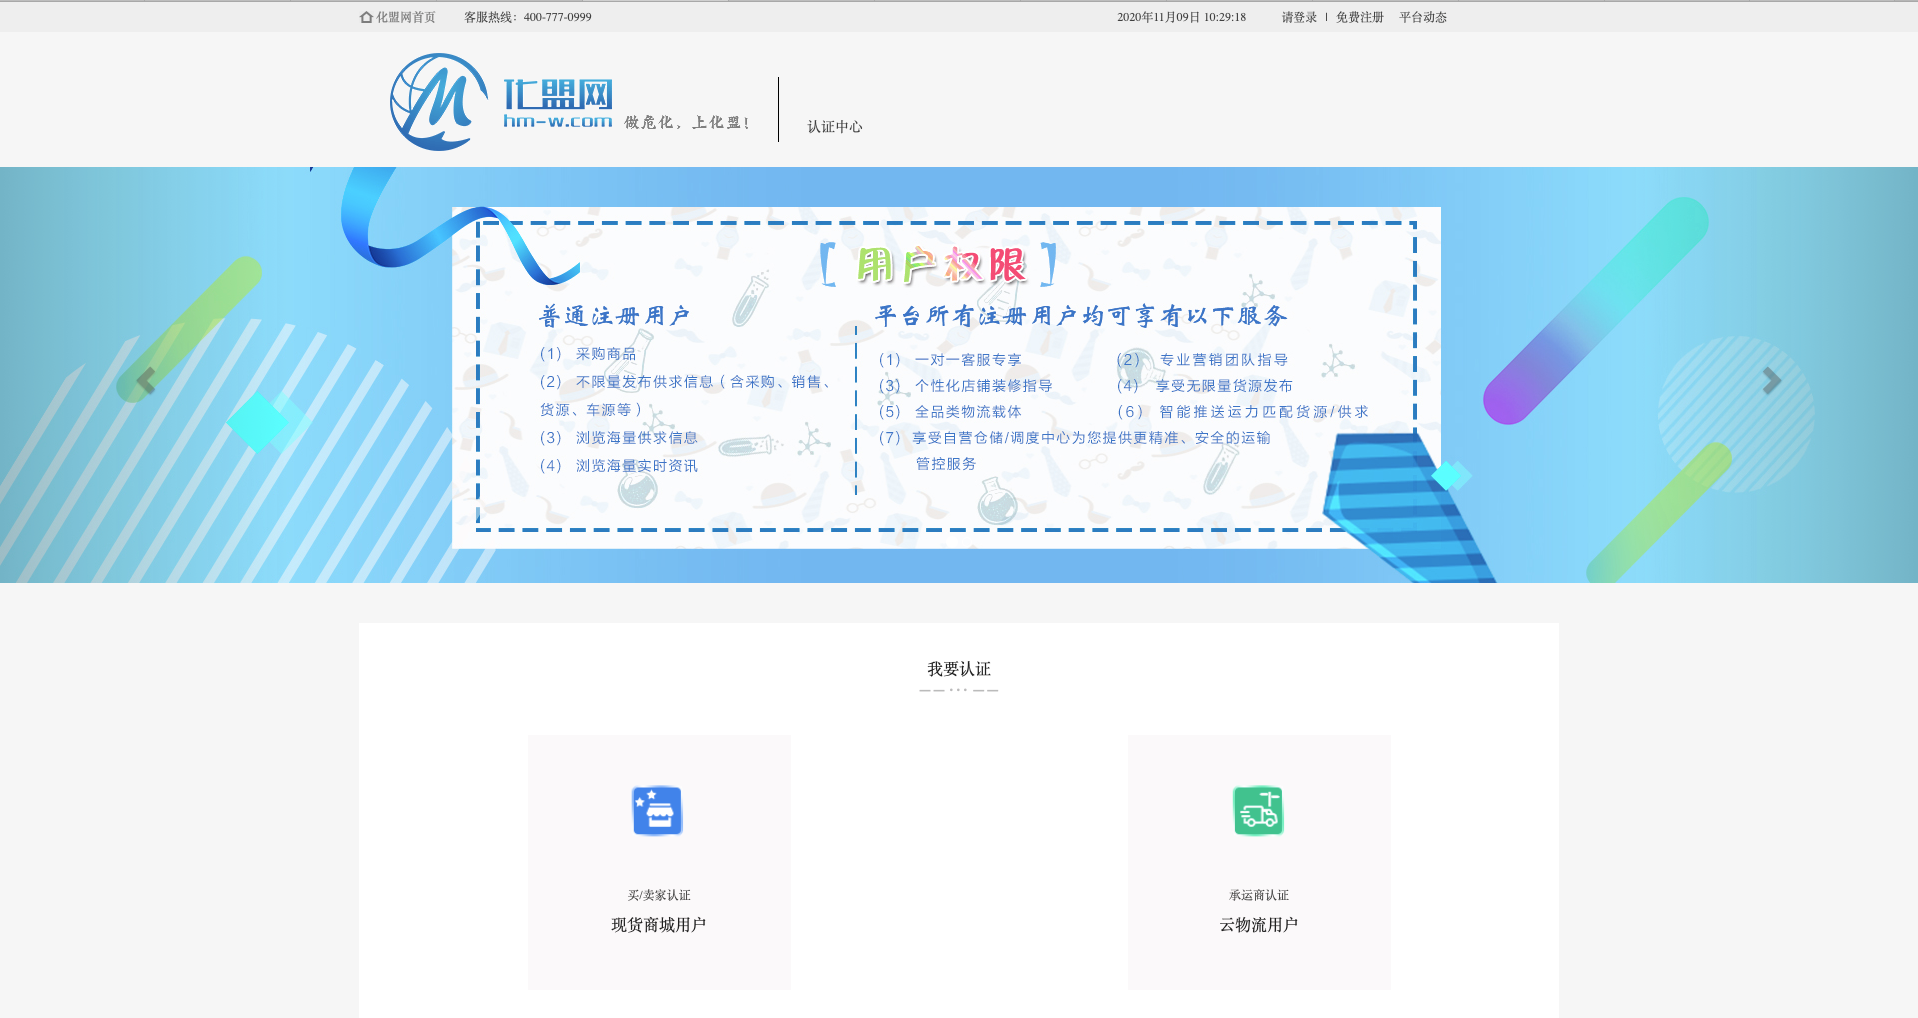 化盟网首页 客服热线：400-777-0999 2020年11月09日 10:29:18 请登录 | 免费注册 平台动态
化盟网
hm-w.com
做危化，上化盟！
认证中心
【用户权限】
普通注册用户
(1) 采购商品
(2) 不限量发布供求信息（含采购、销售、
货源、车源等）
(3) 浏览海量供求信息
(4) 浏览海量实时资讯
平台所有注册用户均可享有以下服务
(1) 一对一客服专享 (2) 专业营销团队指导
(3) 个性化店铺装修指导 (4) 享受无限量货源发布
(5) 全品类物流载体 (6) 智能推送运力匹配货源/供求
(7) 享受自营仓储/调度中心为您提供更精准、安全的运输
管控服务
我要认证
买/卖家认证
现货商城用户
承运商认证
云物流用户